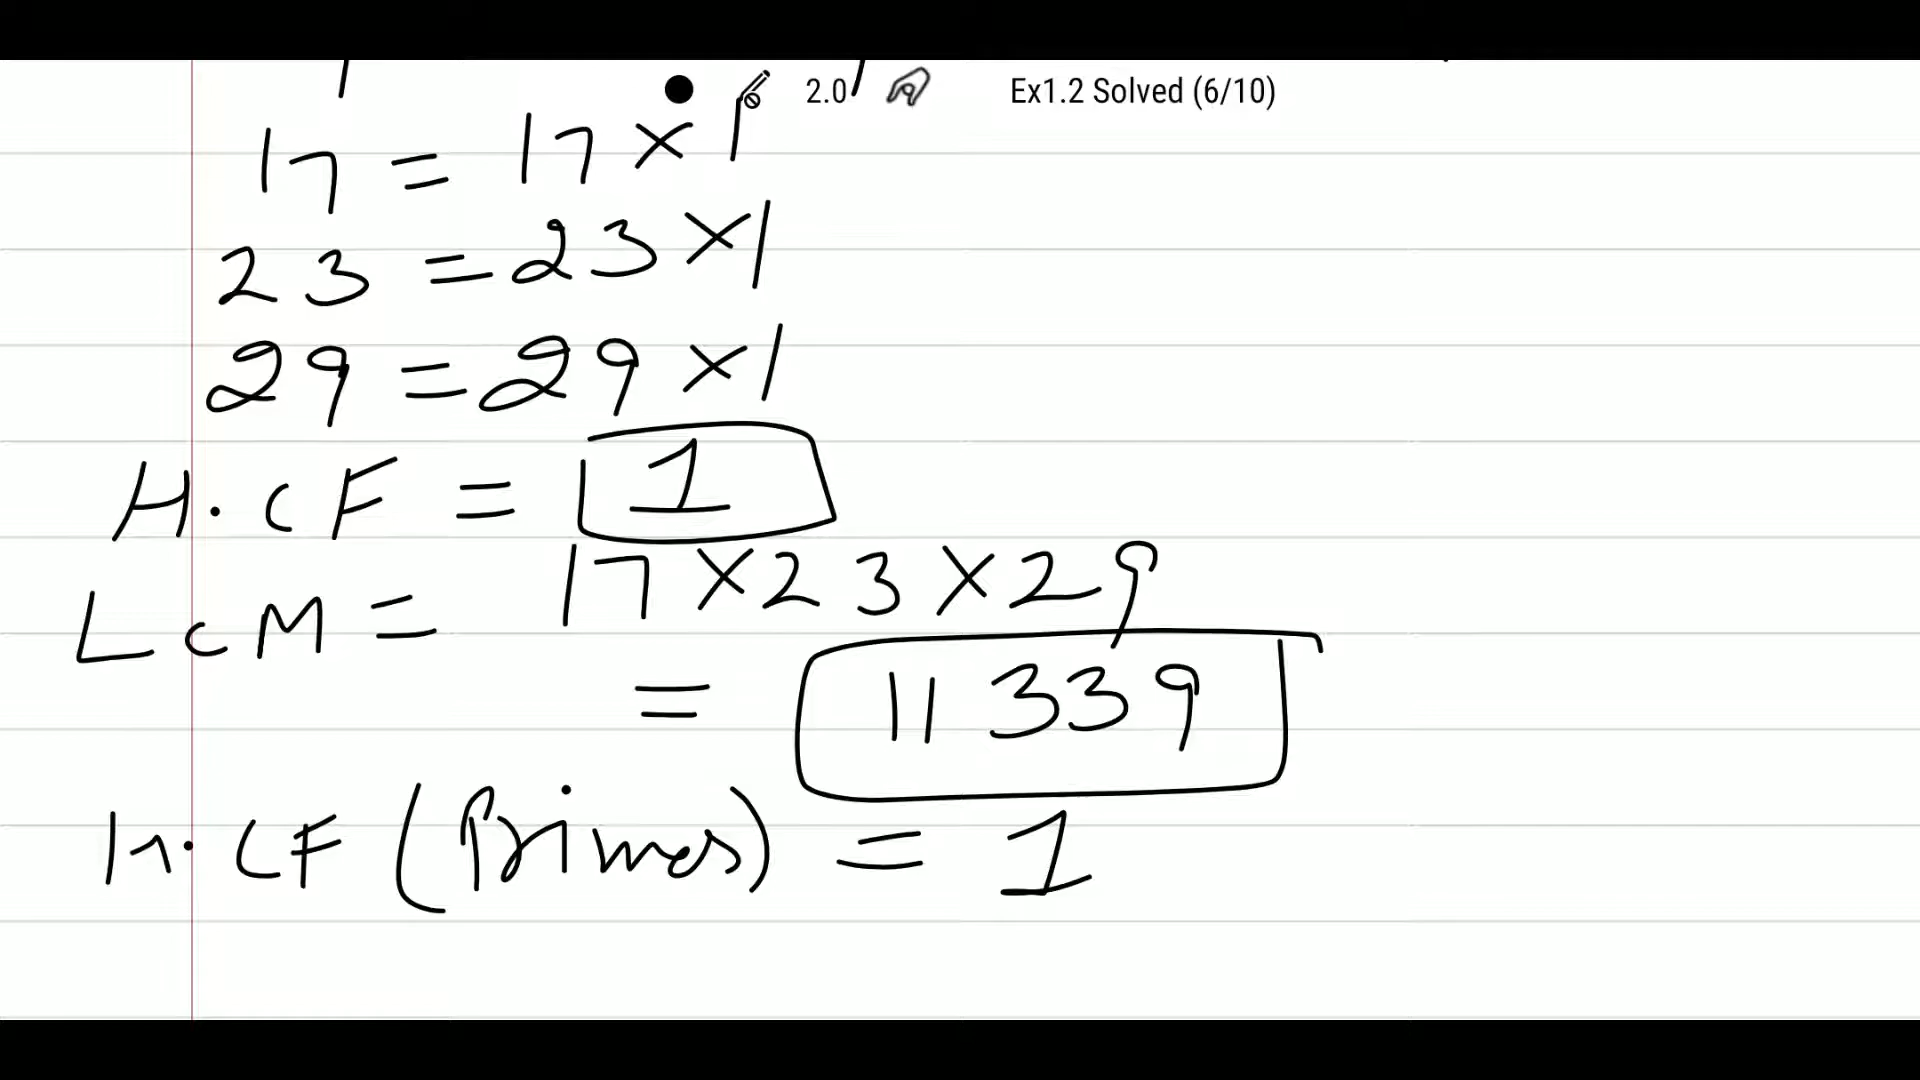 2.0 Ex1.2 Solved (6/10)
17 = 17 × 1
23 = 23 × 1
29 = 29 × 1
H.CF = 1
LCM = 17 × 23 × 29
= 11339
H.CF (Primes) = 1